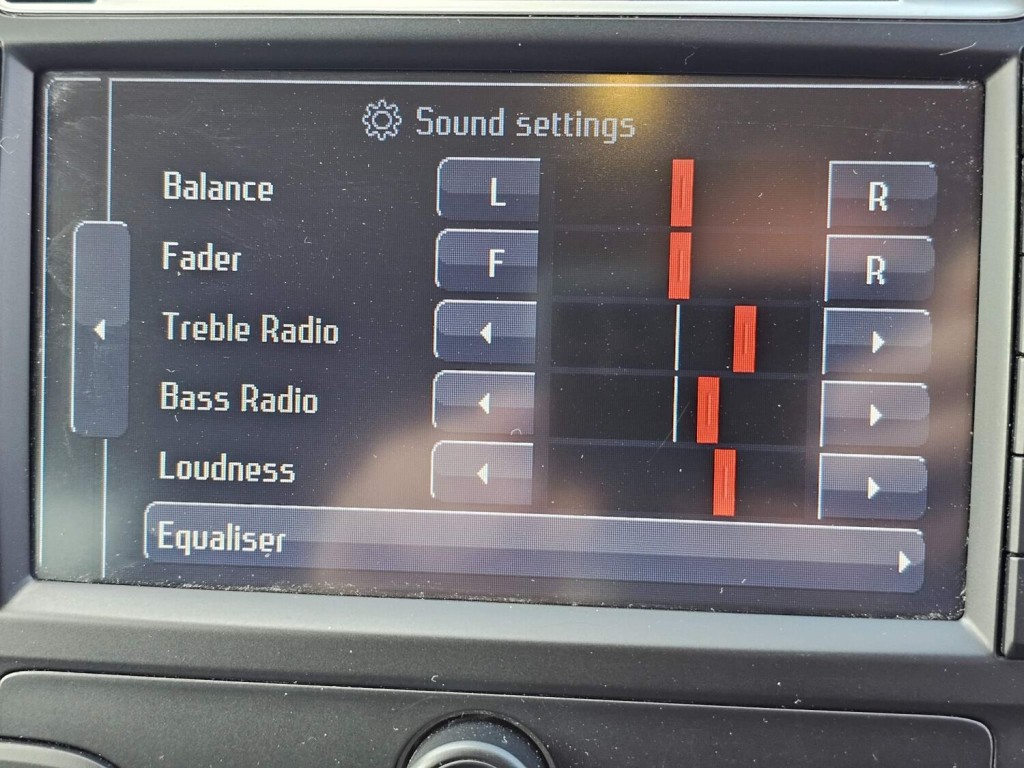 Sound settings
Balance L R
Fader F R
Treble Radio
Bass Radio
Loudness
Equaliser